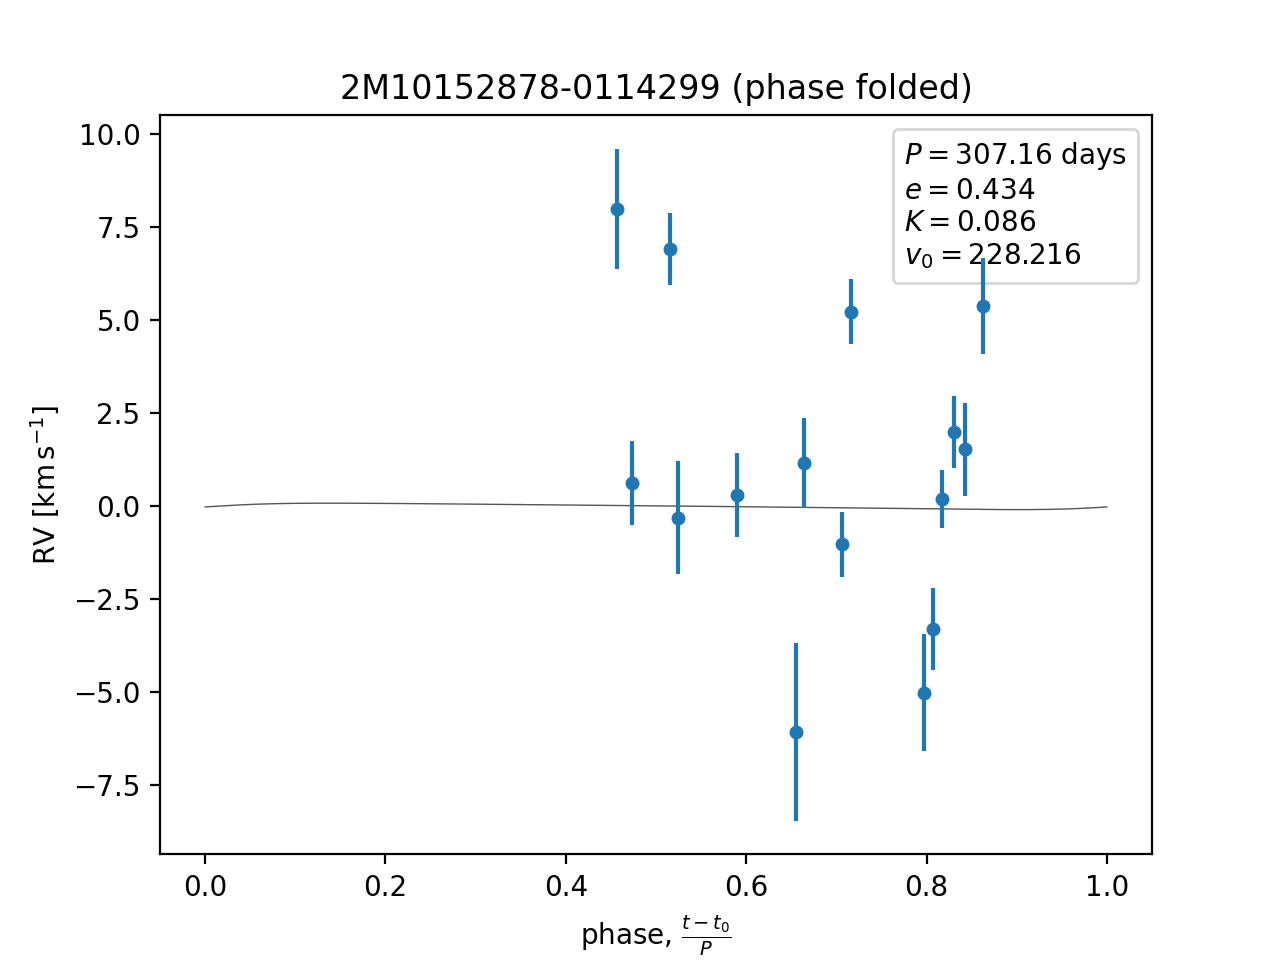 2M10152878-0114299 (phase folded)
P = 307.16 days
e = 0.434
K = 0.086
v₀ = 228.216
10.0
7.5
5.0
2.5
0.0
−2.5
−5.0
−7.5
RV [km s⁻¹]
0.0 0.2 0.4 0.6 0.8 1.0
phase, (t − t₀)/P